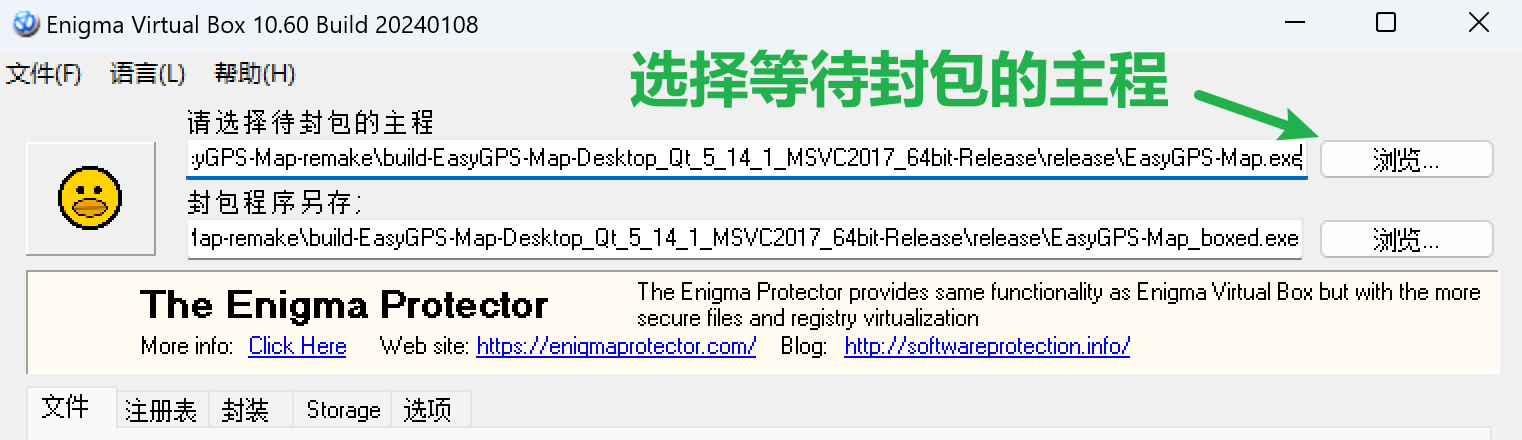 Enigma Virtual Box 10.60 Build 20240108
文件(F) 语言(L) 帮助(H)
选择等待封包的主程
请选择待封包的主程
:yGPS-Map-remake\build-EasyGPS-Map-Desktop_Qt_5_14_1_MSVC2017_64bit-Release\release\EasyGPS-Map.exe
浏览...
封包程序另存;
1ap-remake\build-EasyGPS-Map-Desktop_Qt_5_14_1_MSVC2017_64bit-Release\release\EasyGPS-Map_boxed.exe
浏览...
The Enigma Protector
The Enigma Protector provides same functionality as Enigma Virtual Box but with the more
secure files and registry virtualization
More info: Click Here Web site: https://enigmaprotector.com/ Blog: http://softwareprotection.info/
文件 注册表 封装 Storage 选项